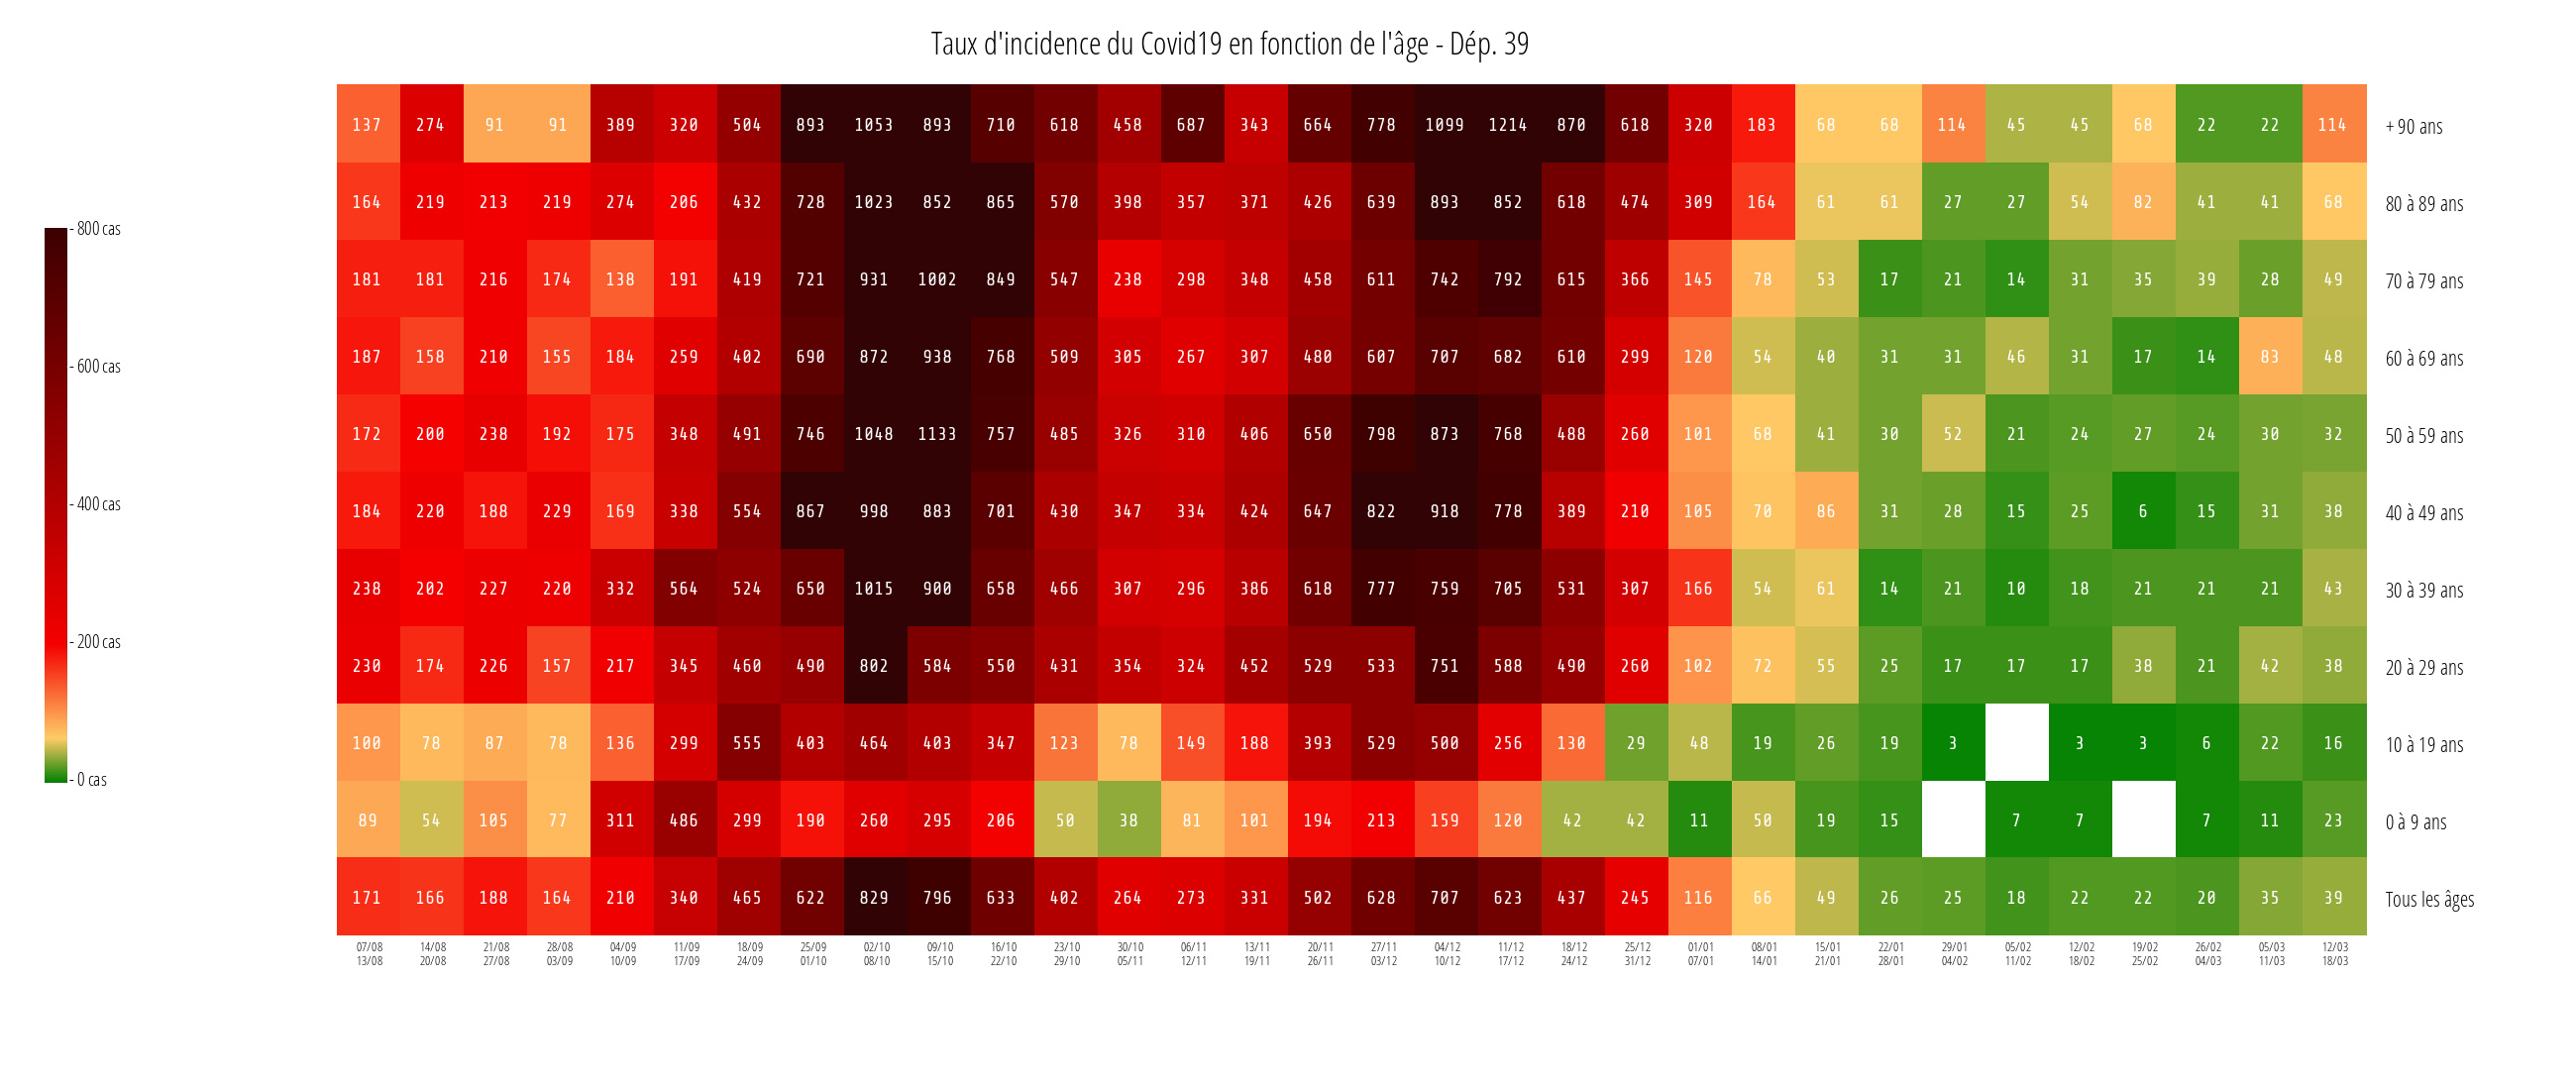 Taux d'incidence du Covid19 en fonction de l'âge - Dép. 39
- 800 cas
- 600 cas
- 400 cas
- 200 cas
- 0 cas
137 274 91 91 389 320 504 893 1053 893 710 618 458 687 343 664 778 1099 1214 870 618 320 183 68 68 114 45 45 68 22 22 114 + 90 ans
164 219 213 219 274 206 432 728 1023 852 865 570 398 357 371 426 639 893 852 618 474 309 164 61 61 27 27 54 82 41 41 68 80 à 89 ans
181 181 216 174 138 191 419 721 931 1002 849 547 238 298 348 458 611 742 792 615 366 145 78 53 17 21 14 31 35 39 28 49 70 à 79 ans
187 158 210 155 184 259 402 690 872 938 768 509 305 267 307 480 607 707 682 610 299 120 54 40 31 31 46 31 17 14 83 48 60 à 69 ans
172 200 238 192 175 348 491 746 1048 1133 757 485 326 310 406 650 798 873 768 488 260 101 68 41 30 52 21 24 27 24 30 32 50 à 59 ans
184 220 188 229 169 338 554 867 998 883 701 430 347 334 424 647 822 918 778 389 210 105 70 86 31 28 15 25 6 15 31 38 40 à 49 ans
238 202 227 220 332 564 524 650 1015 900 658 466 307 296 386 618 777 759 705 531 307 166 54 61 14 21 10 18 21 21 21 43 30 à 39 ans
230 174 226 157 217 345 460 490 802 584 550 431 354 324 452 529 533 751 588 490 260 102 72 55 25 17 17 17 38 21 42 38 20 à 29 ans
100 78 87 78 136 299 555 403 464 403 347 123 78 149 188 393 529 500 256 130 29 48 19 26 19 3 3 3 6 22 16 10 à 19 ans
89 54 105 77 311 486 299 190 260 295 206 50 38 81 101 194 213 159 120 42 42 11 50 19 15 7 7 7 11 23 0 à 9 ans
171 166 188 164 210 340 465 622 829 796 633 402 264 273 331 502 628 707 623 437 245 116 66 49 26 25 18 22 22 20 35 39 Tous les âges
07/08 14/08 21/08 28/08 04/09 11/09 18/09 25/09 02/10 09/10 16/10 23/10 30/10 06/11 13/11 20/11 27/11 04/12 11/12 18/12 25/12 01/01 08/01 15/01 22/01 29/01 05/02 12/02 19/02 26/02 05/03 12/03
13/08 20/08 27/08 03/09 10/09 17/09 24/09 01/10 08/10 15/10 22/10 29/10 05/11 12/11 19/11 26/11 03/12 10/12 17/12 24/12 31/12 07/01 14/01 21/01 28/01 04/02 11/02 18/02 25/02 04/03 11/03 18/03